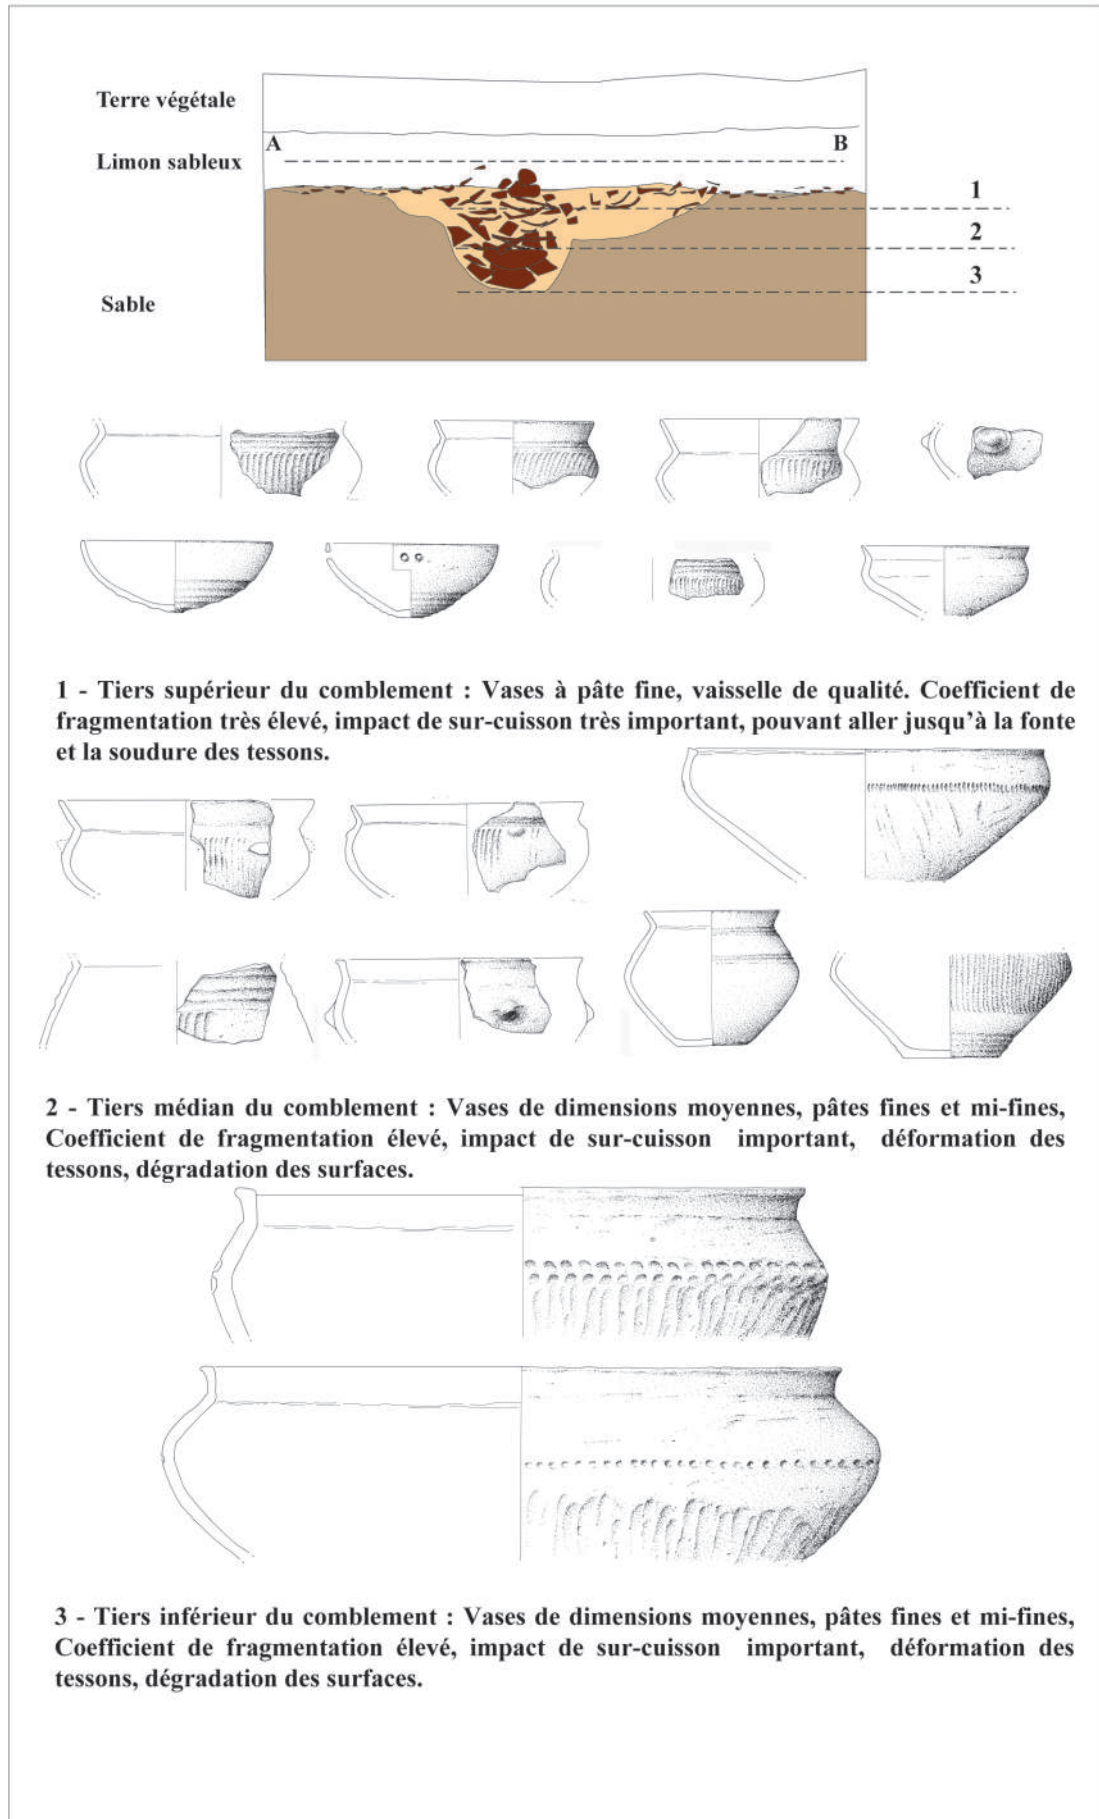 Terre végétale
A
B
Limon sableux
1
2
3
Sable
1 - Tiers supérieur du comblement : Vases à pâte fine, vaisselle de qualité. Coefficient de
fragmentation très élevé, impact de sur-cuisson très important, pouvant aller jusqu'à la fonte
et la soudure des tessons.
2 - Tiers médian du comblement : Vases de dimensions moyennes, pâtes fines et mi-fines,
Coefficient de fragmentation élevé, impact de sur-cuisson important, déformation des
tessons, dégradation des surfaces.
3 - Tiers inférieur du comblement : Vases de dimensions moyennes, pâtes fines et mi-fines,
Coefficient de fragmentation élevé, impact de sur-cuisson important, déformation des
tessons, dégradation des surfaces.